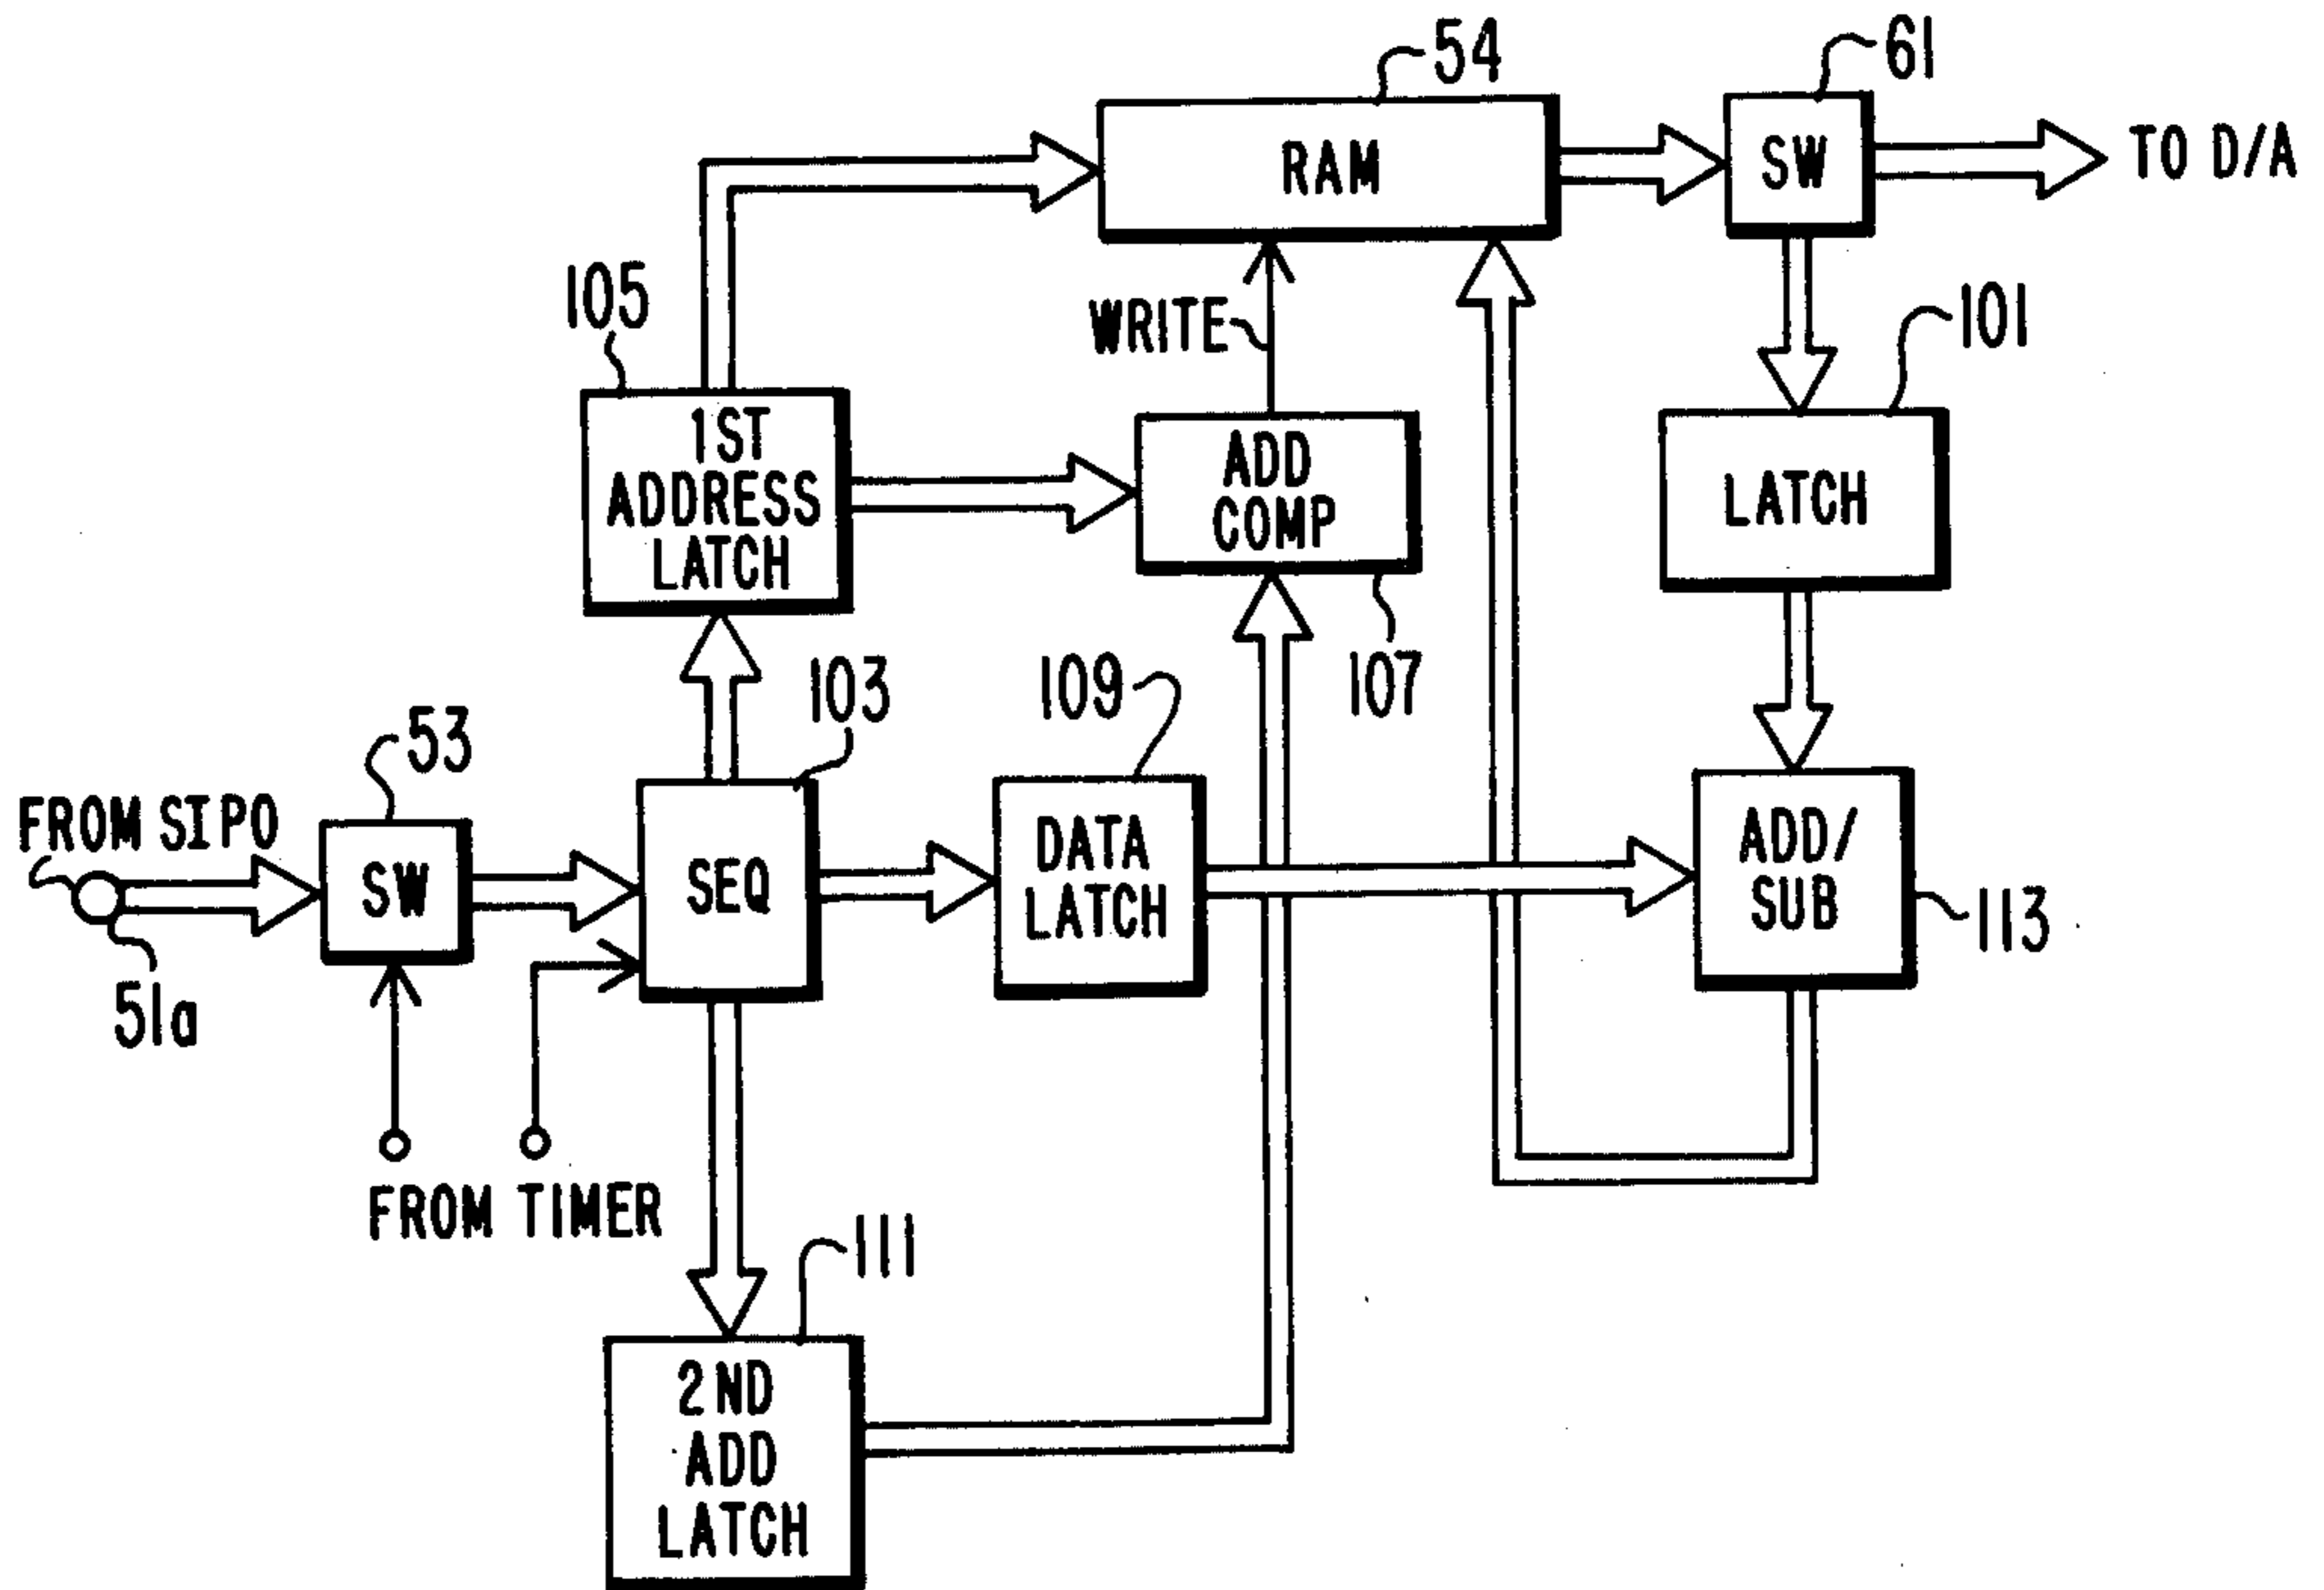 54
61
RAM
SW
TO D/A
105
WRITE
101
1ST
ADDRESS
LATCH
ADD
COMP
LATCH
103
109
107
53
FROM SIPO
SW
SEQ
DATA
LATCH
ADD/
SUB
113
51a
FROM TIMER
111
2ND
ADD
LATCH